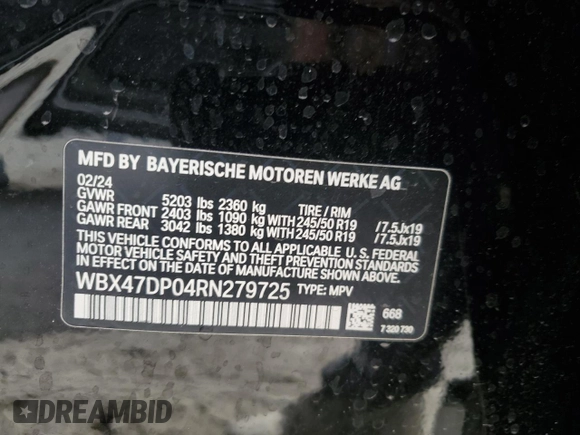 MFD BY BAYERISCHE MOTOREN WERKE AG
02/24
GVWR 5203 lbs 2360 kg TIRE / RIM
GAWR FRONT 2403 lbs 1090 kg WITH 245/50 R19 /7.5Jx19
GAWR REAR 3042 lbs 1380 kg WITH 245/50 R19 /7.5Jx19
THIS VEHICLE CONFORMS TO ALL APPLICABLE U.S. FEDERAL
MOTOR VEHICLE SAFETY AND THEFT PREVENTION STANDARDS
IN EFFECT ON THE DATE OF MANUFACTURE SHOWN ABOVE.
WBX47DP04RN279725 TYPE: MPV
668
7 320 730
DREAMBID